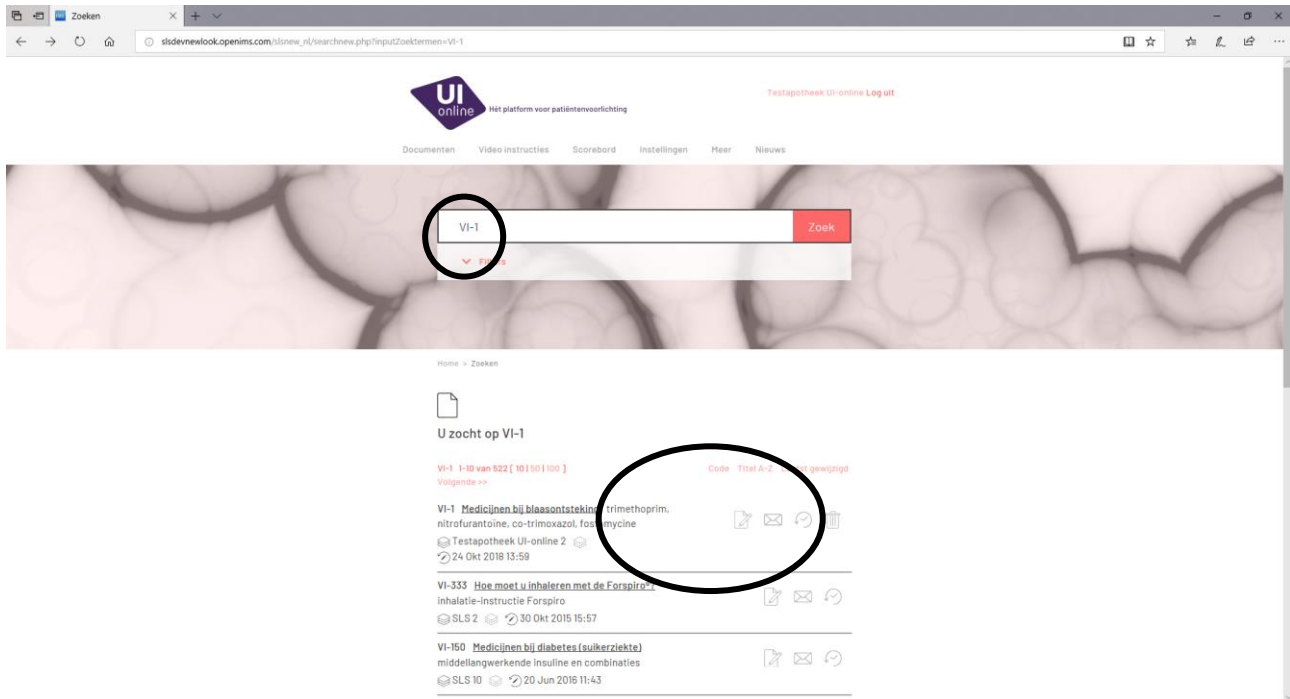 Zoeken
slsdevnewlook.openims.com/slsnew_nl/searchnew.php?inputZoektermen=VI-1
UI
online
Hét platform voor patiëntenvoorlichting
Testapotheek UI-online Log uit
Documenten Video instructies Scorebord Instellingen Meer Nieuws
VI-1
Zoek
Filters
Home > Zoeken
U zocht op VI-1
VI-1 1-10 van 522 [ 10 | 50 | 100 ]
Code Titel A-Z gewijzigd
Volgende >>
VI-1 Medicijnen bij blaasontsteking trimethoprim,
nitrofurantoïne, co-trimoxazol, fosfomycine
Testapotheek UI-online 2
24 Okt 2018 13:59
VI-333 Hoe moet u inhaleren met de Forspiro®?
inhalatie-instructie Forspiro
SLS 2 30 Okt 2015 15:57
VI-150 Medicijnen bij diabetes (suikerziekte)
middellangwerkende insuline en combinaties
SLS 10 20 Jun 2016 11:43